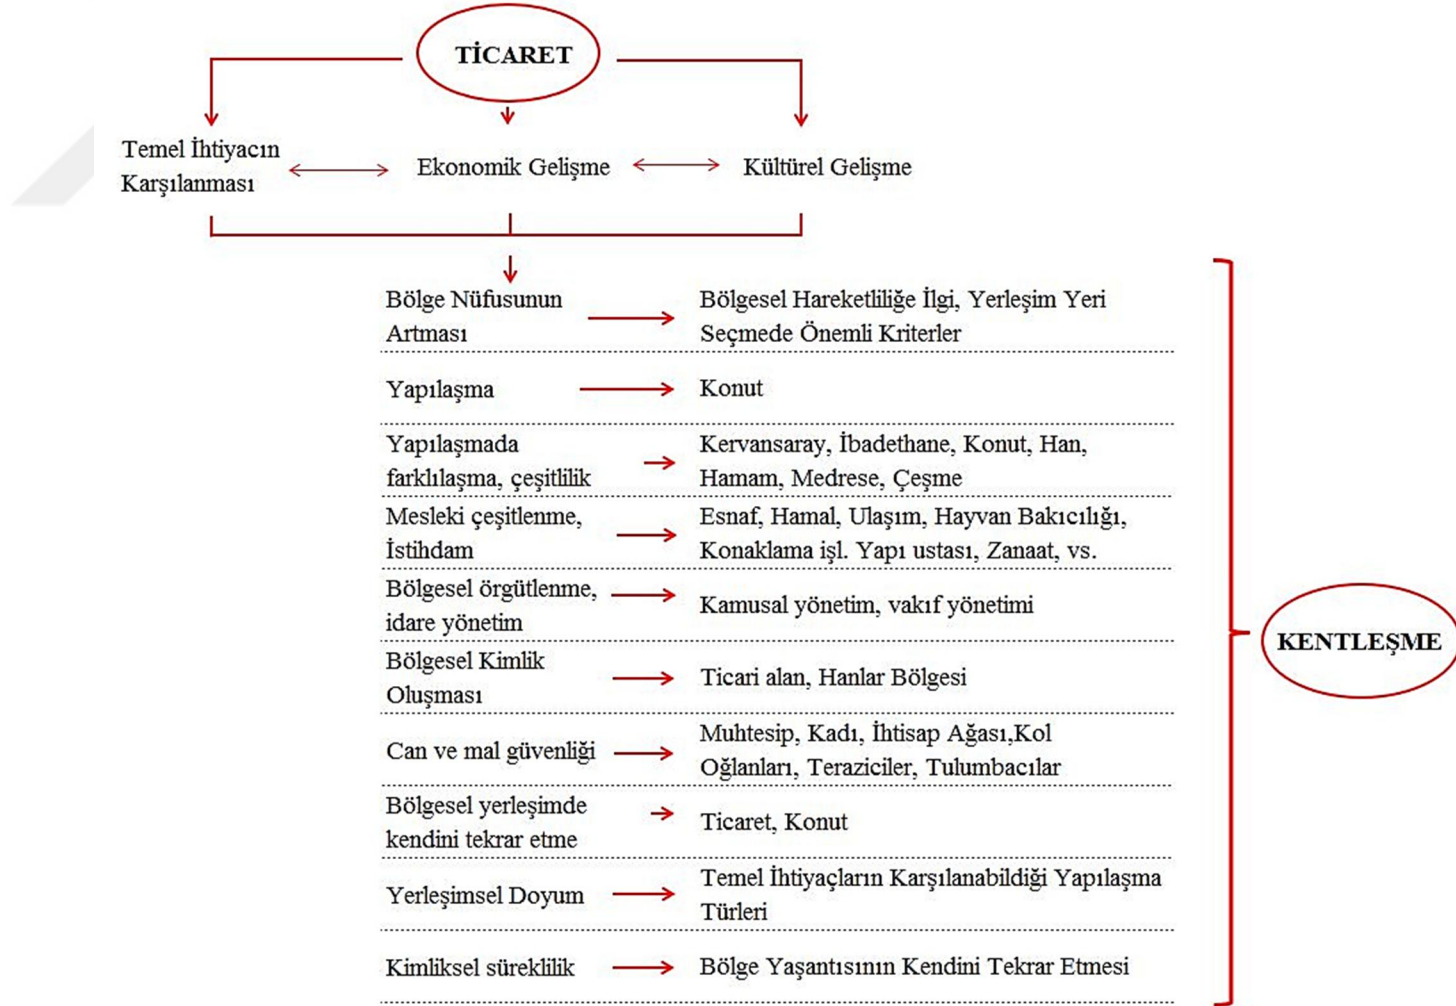 TİCARET
Temel İhtiyacın
Karşılanması
Ekonomik Gelişme
Kültürel Gelişme
Bölge Nüfusunun
Artması
Bölgesel Hareketliliğe İlgi, Yerleşim Yeri
Seçmede Önemli Kriterler
Yapılaşma
Konut
Yapılaşmada
farklılaşma, çeşitlilik
Kervansaray, İbadethane, Konut, Han,
Hamam, Medrese, Çeşme
Mesleki çeşitlenme,
İstihdam
Esnaf, Hamal, Ulaşım, Hayvan Bakıcılığı,
Konaklama işl. Yapı ustası, Zanaat, vs.
Bölgesel örgütlenme,
idare yönetim
Kamusal yönetim, vakıf yönetimi
Bölgesel Kimlik
Oluşması
Ticari alan, Hanlar Bölgesi
Can ve mal güvenliği
Muhtesip, Kadı, İhtisap Ağası,Kol
Oğlanları, Teraziciler, Tulumbacılar
Bölgesel yerleşimde
kendini tekrar etme
Ticaret, Konut
Yerleşimsel Doyum
Temel İhtiyaçların Karşılanabildiği Yapılaşma
Türleri
Kimliksel süreklilik
Bölge Yaşantısının Kendini Tekrar Etmesi
KENTLEŞME